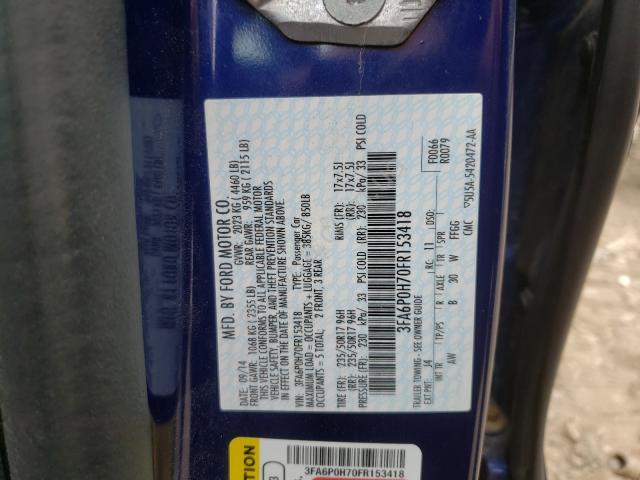 MFD. BY FORD MOTOR CO.
DATE: 09/14 GVWR: 2023 KG ( 4460 LB)
FRONT GAWR: 1068 KG ( 2355 LB) REAR GAWR: 959 KG ( 2115 LB)
THIS VEHICLE CONFORMS TO ALL APPLICABLE FEDERAL MOTOR
VEHICLE SAFETY, BUMPER, AND THEFT PREVENTION STANDARDS
IN EFFECT ON THE DATE OF MANUFACTURE SHOWN ABOVE.
VIN: 3FA6P0H70FR153418 TYPE: Passenger Car
MAXIMUM LOAD = OCCUPANTS + LUGGAGE = 385KG/ 850LB
OCCUPANTS = 5 TOTAL, 2 FRONT, 3 REAR
TIRE (FR): 235/50R17 96H RIMS (FR): 17x7.5J
TIRE (RR): 235/50R17 96H RIMS (RR): 17x7.5J
PRESSURE (FR): 230 kPa/ 33 PSI COLD (RR): 230 kPa/ 33 PSI COLD
3FA6P0H70FR153418
F0066
R0079
TRAILER TOWING - SEE OWNER GUIDE
EXT PNT: J4 RC: 11 DSO:
INT TR TP/PS R AXLE TR SPR
AW B 30 W FFGG
CMC ▽5U5A-5420472-AA
3FA6P0H70FR153418